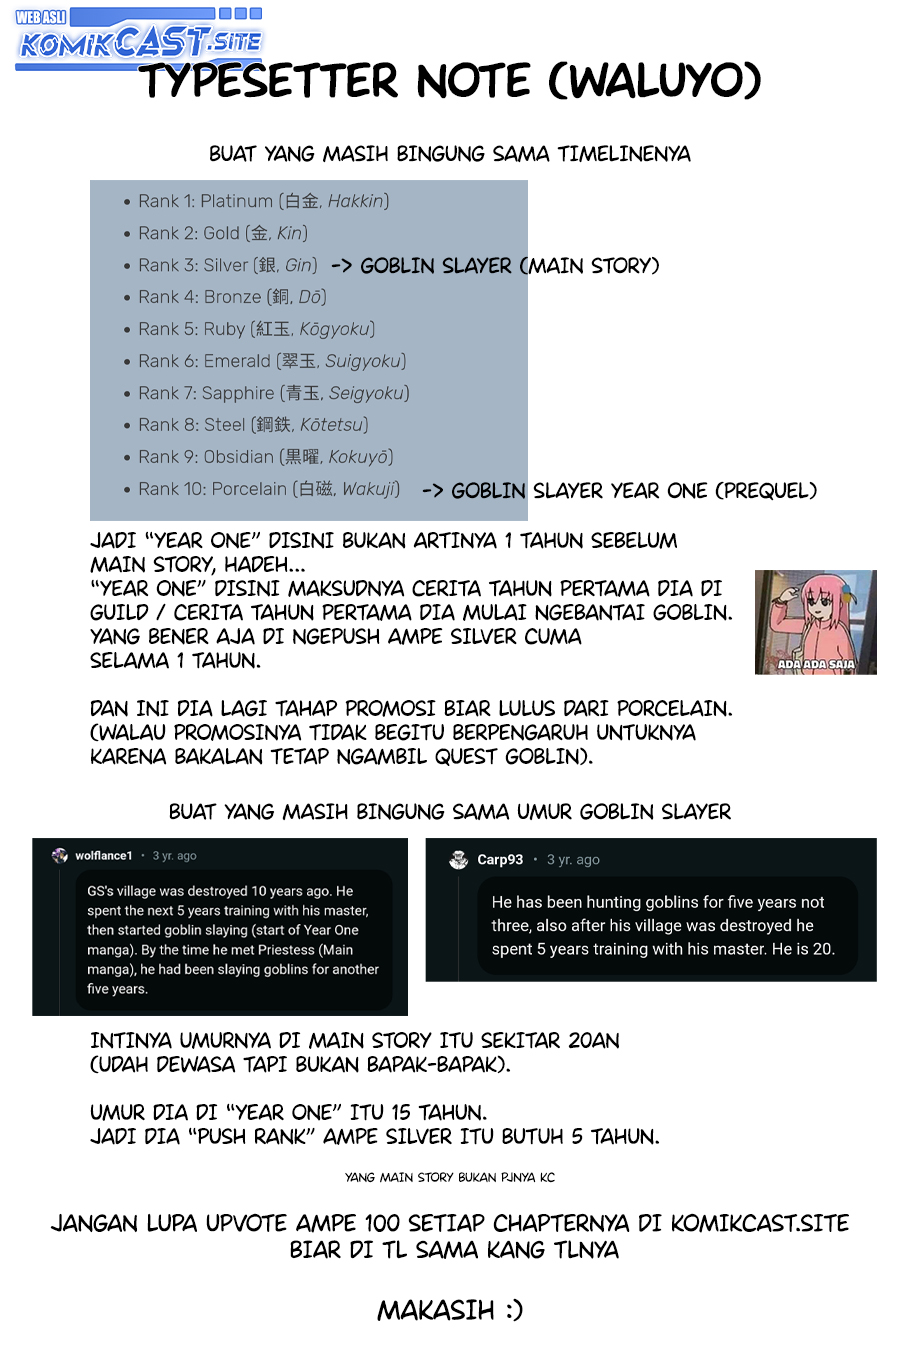 WEB ASLI
KOMIKCAST.SITE
TYPESETTER NOTE (WALUYO)
BUAT YANG MASIH BINGUNG SAMA TIMELINENYA
• Rank 1: Platinum (白金, Hakkin)
• Rank 2: Gold (金, Kin)
• Rank 3: Silver (銀, Gin) -> GOBLIN SLAYER (MAIN STORY)
• Rank 4: Bronze (銅, Dō)
• Rank 5: Ruby (紅玉, Kōgyoku)
• Rank 6: Emerald (翠玉, Suigyoku)
• Rank 7: Sapphire (青玉, Seigyoku)
• Rank 8: Steel (鋼鉄, Kōtetsu)
• Rank 9: Obsidian (黒曜, Kokuyō)
• Rank 10: Porcelain (白磁, Wakuji) -> GOBLIN SLAYER YEAR ONE (PREQUEL)
JADI “YEAR ONE” DISINI BUKAN ARTINYA 1 TAHUN SEBELUM
MAIN STORY, HADEH...
“YEAR ONE” DISINI MAKSUDNYA CERITA TAHUN PERTAMA DIA DI
GUILD / CERITA TAHUN PERTAMA DIA MULAI NGEBANTAI GOBLIN.
YANG BENER AJA DI NGEPUSH AMPE SILVER CUMA
SELAMA 1 TAHUN.
ADA ADA SAJA
DAN INI DIA LAGI TAHAP PROMOSI BIAR LULUS DARI PORCELAIN.
(WALAU PROMOSINYA TIDAK BEGITU BERPENGARUH UNTUKNYA
KARENA BAKALAN TETAP NGAMBIL QUEST GOBLIN).
BUAT YANG MASIH BINGUNG SAMA UMUR GOBLIN SLAYER
wolflance1 · 3 yr. ago
GS's village was destroyed 10 years ago. He
spent the next 5 years training with his master,
then started goblin slaying (start of Year One
manga). By the time he met Priestess (Main
manga), he had been slaying goblins for another
five years.
Carp93 · 3 yr. ago
He has been hunting goblins for five years not
three, also after his village was destroyed he
spent 5 years training with his master. He is 20.
INTINYA UMURNYA DI MAIN STORY ITU SEKITAR 20AN
(UDAH DEWASA TAPI BUKAN BAPAK-BAPAK).
UMUR DIA DI “YEAR ONE” ITU 15 TAHUN.
JADI DIA “PUSH RANK” AMPE SILVER ITU BUTUH 5 TAHUN.
YANG MAIN STORY BUKAN PJNYA KC
JANGAN LUPA UPVOTE AMPE 100 SETIAP CHAPTERNYA DI KOMIKCAST.SITE
BIAR DI TL SAMA KANG TLNYA
MAKASIH :)